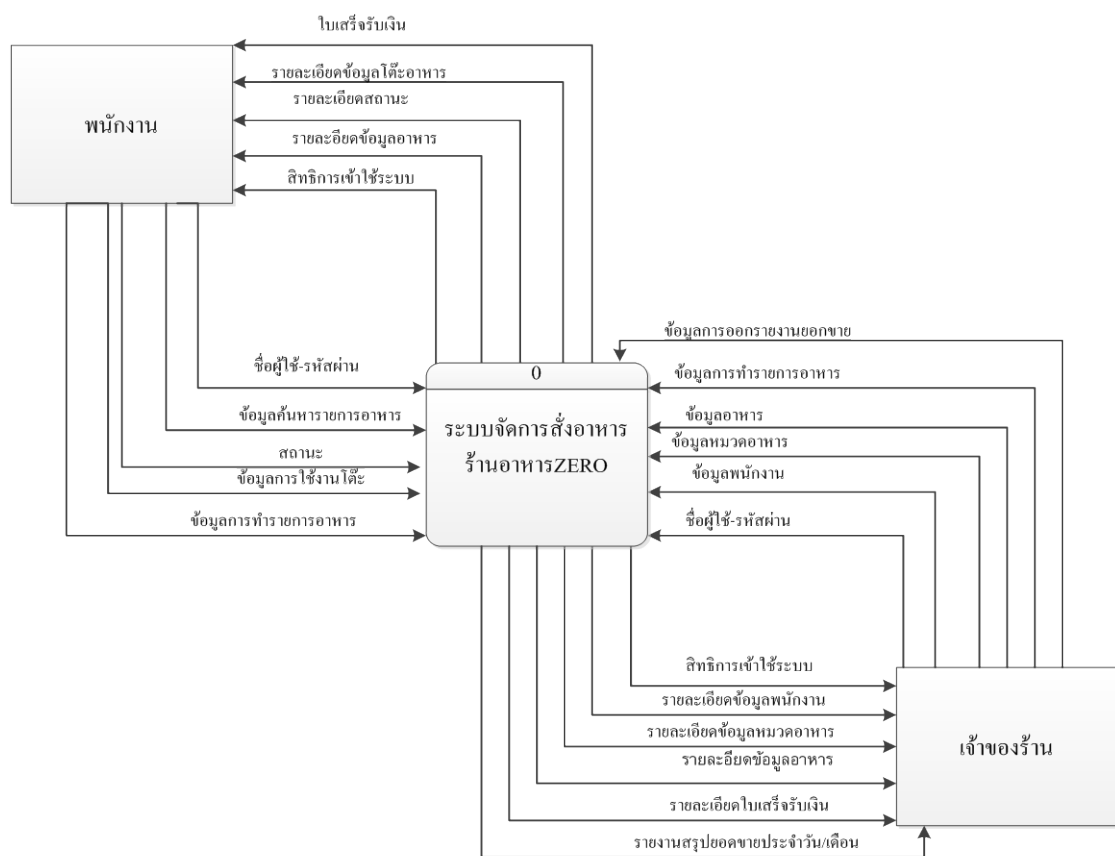 ใบเสร็จรับเงิน
รายละเอียดข้อมูลโต๊ะอาหาร
รายละเอียดสถานะ
พนักงาน
รายละอียดข้อมูลอาหาร
สิทธิการเข้าใช้ระบบ
ข้อมูลการออกรายงานยอกขาย
ชื่อผู้ใช้-รหัสผ่าน
0
ข้อมูลการทำรายการอาหาร
ข้อมูลค้นหารายการอาหาร
ระบบจัดการสั่งอาหาร
ร้านอาหารZERO
ข้อมูลอาหาร
ข้อมูลหมวดอาหาร
สถานะ
ข้อมูลการใช้งานโต๊ะ
ข้อมูลพนักงาน
ข้อมูลการทำรายการอาหาร
ชื่อผู้ใช้-รหัสผ่าน
สิทธิการเข้าใช้ระบบ
รายละเอียดข้อมูลพนักงาน
รายละเอียดข้อมูลหมวดอาหาร
เจ้าของร้าน
รายละอียดข้อมูลอาหาร
รายละเอียดใบเสร็จรับเงิน
รายงานสรุปยอดขายประจำวัน/เดือน